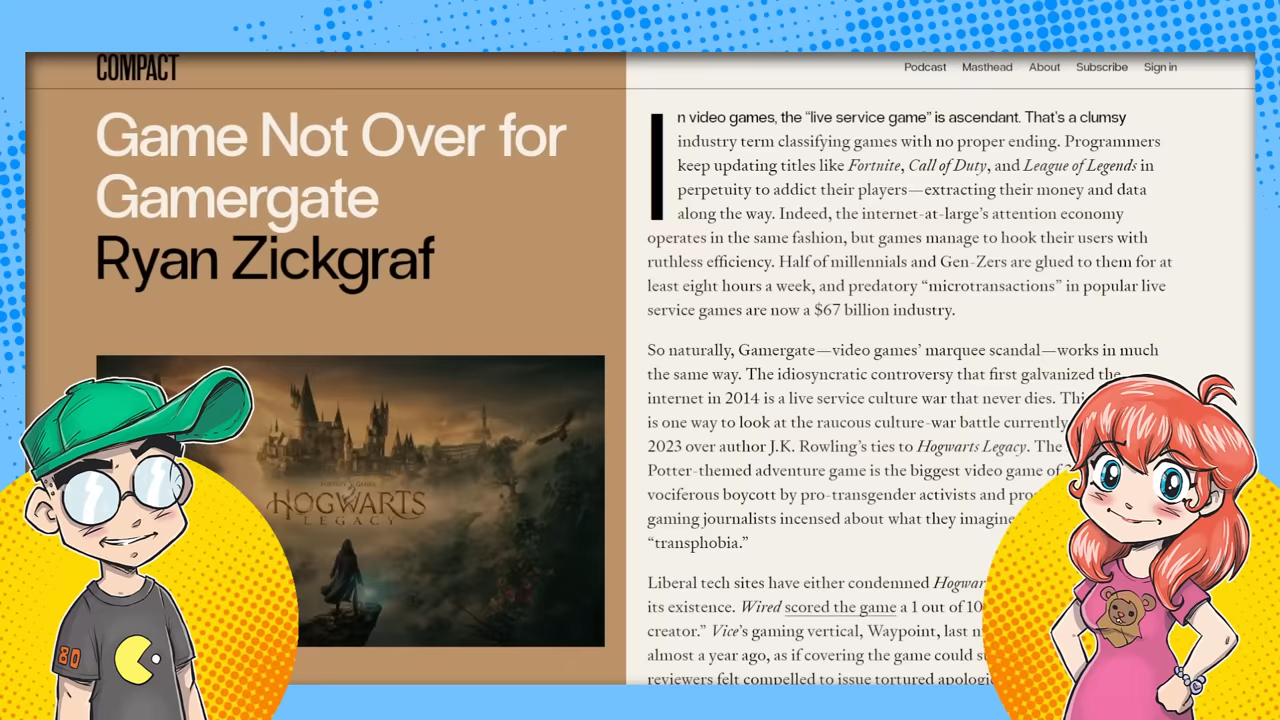 COMPACT
Podcast Masthead About Subscribe Sign in
Game Not Over for
Gamergate
Ryan Zickgraf
HOGWARTS
LEGACY
80
In video games, the “live service game” is ascendant. That’s a clumsy
industry term classifying games with no proper ending. Programmers
keep updating titles like Fortnite, Call of Duty, and League of Legends in
perpetuity to addict their players—extracting their money and data
along the way. Indeed, the internet-at-large’s attention economy
operates in the same fashion, but games manage to hook their users with
ruthless efficiency. Half of millennials and Gen-Zers are glued to them for at
least eight hours a week, and predatory “microtransactions” in popular live
service games are now a $67 billion industry.
So naturally, Gamergate—video games’ marquee scandal—works in much
the same way. The idiosyncratic controversy that first galvanized the
internet in 2014 is a live service culture war that never dies.
is one way to look at the raucous culture-war battle currently
2023 over author J.K. Rowling’s ties to Hogwarts Legacy. The
Potter-themed adventure game is the biggest video game of
vociferous boycott by pro-transgender activists and
gaming journalists incensed about what they
“transphobia.”
Liberal tech sites have either condemned
its existence. Wired scored the game a 1 out of 10
creator.” Vice’s gaming vertical, Waypoint, last
almost a year ago, as if covering the game could
reviewers felt compelled to issue tortured